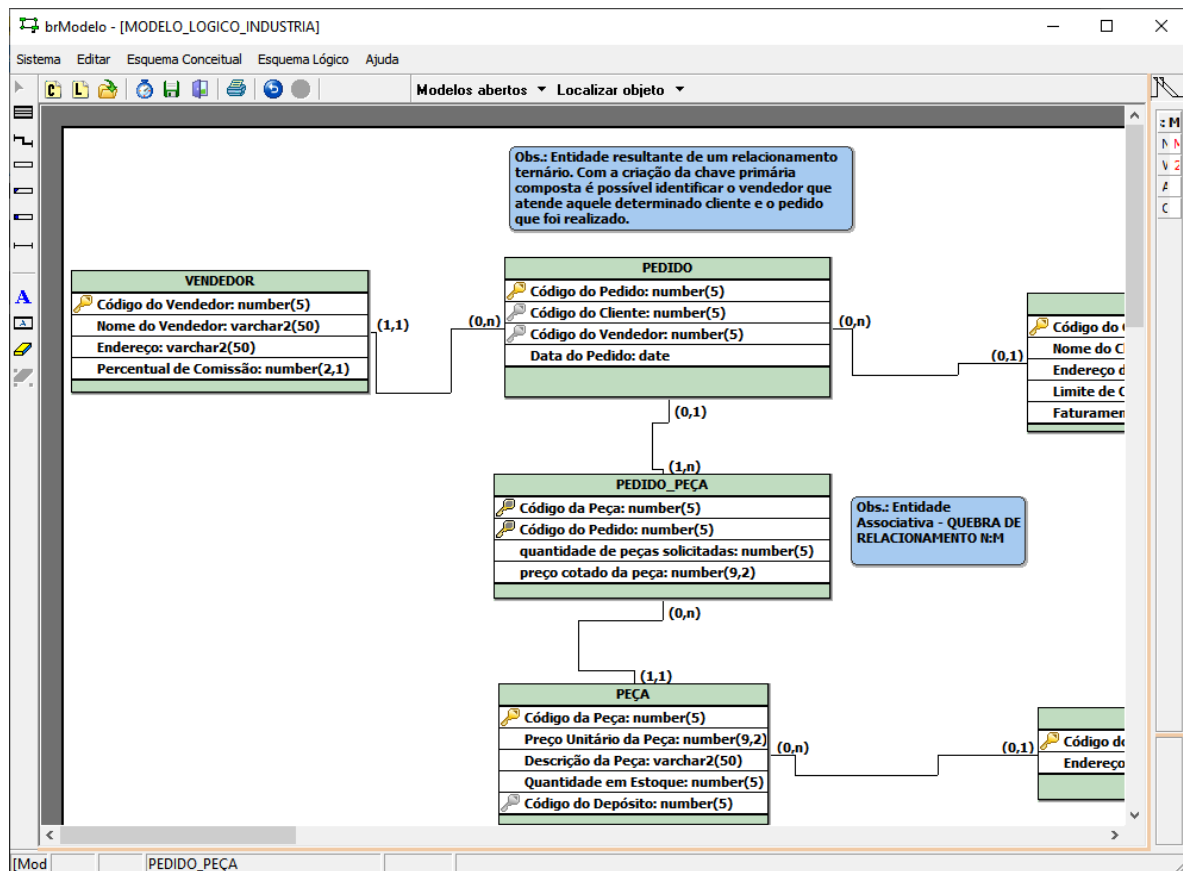 brModelo - [MODELO_LOGICO_INDUSTRIA]
Sistema Editar Esquema Conceitual Esquema Lógico Ajuda
C L Modelos abertos Localizar objeto
Obs.: Entidade resultante de um relacionamento
ternário. Com a criação da chave primária
composta é possível identificar o vendedor que
atende aquele determinado cliente e o pedido
que foi realizado.
VENDEDOR
Código do Vendedor: number(5)
Nome do Vendedor: varchar2(50)
Endereço: varchar2(50)
Percentual de Comissão: number(2,1)
(1,1)
(0,n)
PEDIDO
Código do Pedido: number(5)
Código do Cliente: number(5)
Código do Vendedor: number(5)
Data do Pedido: date
(0,n)
(0,1)
Código do
Nome do Cl
Endereço d
Limite de C
Faturamen
(0,1)
(1,n)
PEDIDO_PEÇA
Código da Peça: number(5)
Código do Pedido: number(5)
quantidade de peças solicitadas: number(5)
preço cotado da peça: number(9,2)
Obs.: Entidade
Associativa - QUEBRA DE
RELACIONAMENTO N:M
(0,n)
(1,1)
PEÇA
Código da Peça: number(5)
Preço Unitário da Peça: number(9,2)
Descrição da Peça: varchar2(50)
Quantidade em Estoque: number(5)
Código do Depósito: number(5)
(0,n)
(0,1)
Código do
Endereço
A
A
[Mod
PEDIDO_PEÇA